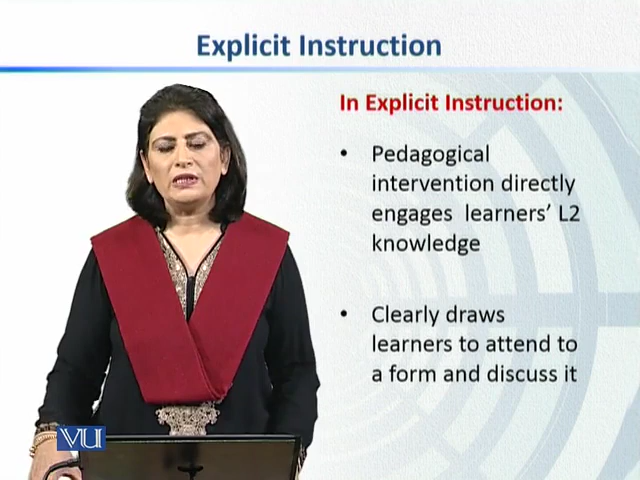 Explicit Instruction
In Explicit Instruction:
• Pedagogical
intervention directly
engages learners’ L2
knowledge
• Clearly draws
learners to attend to
a form and discuss it
VU